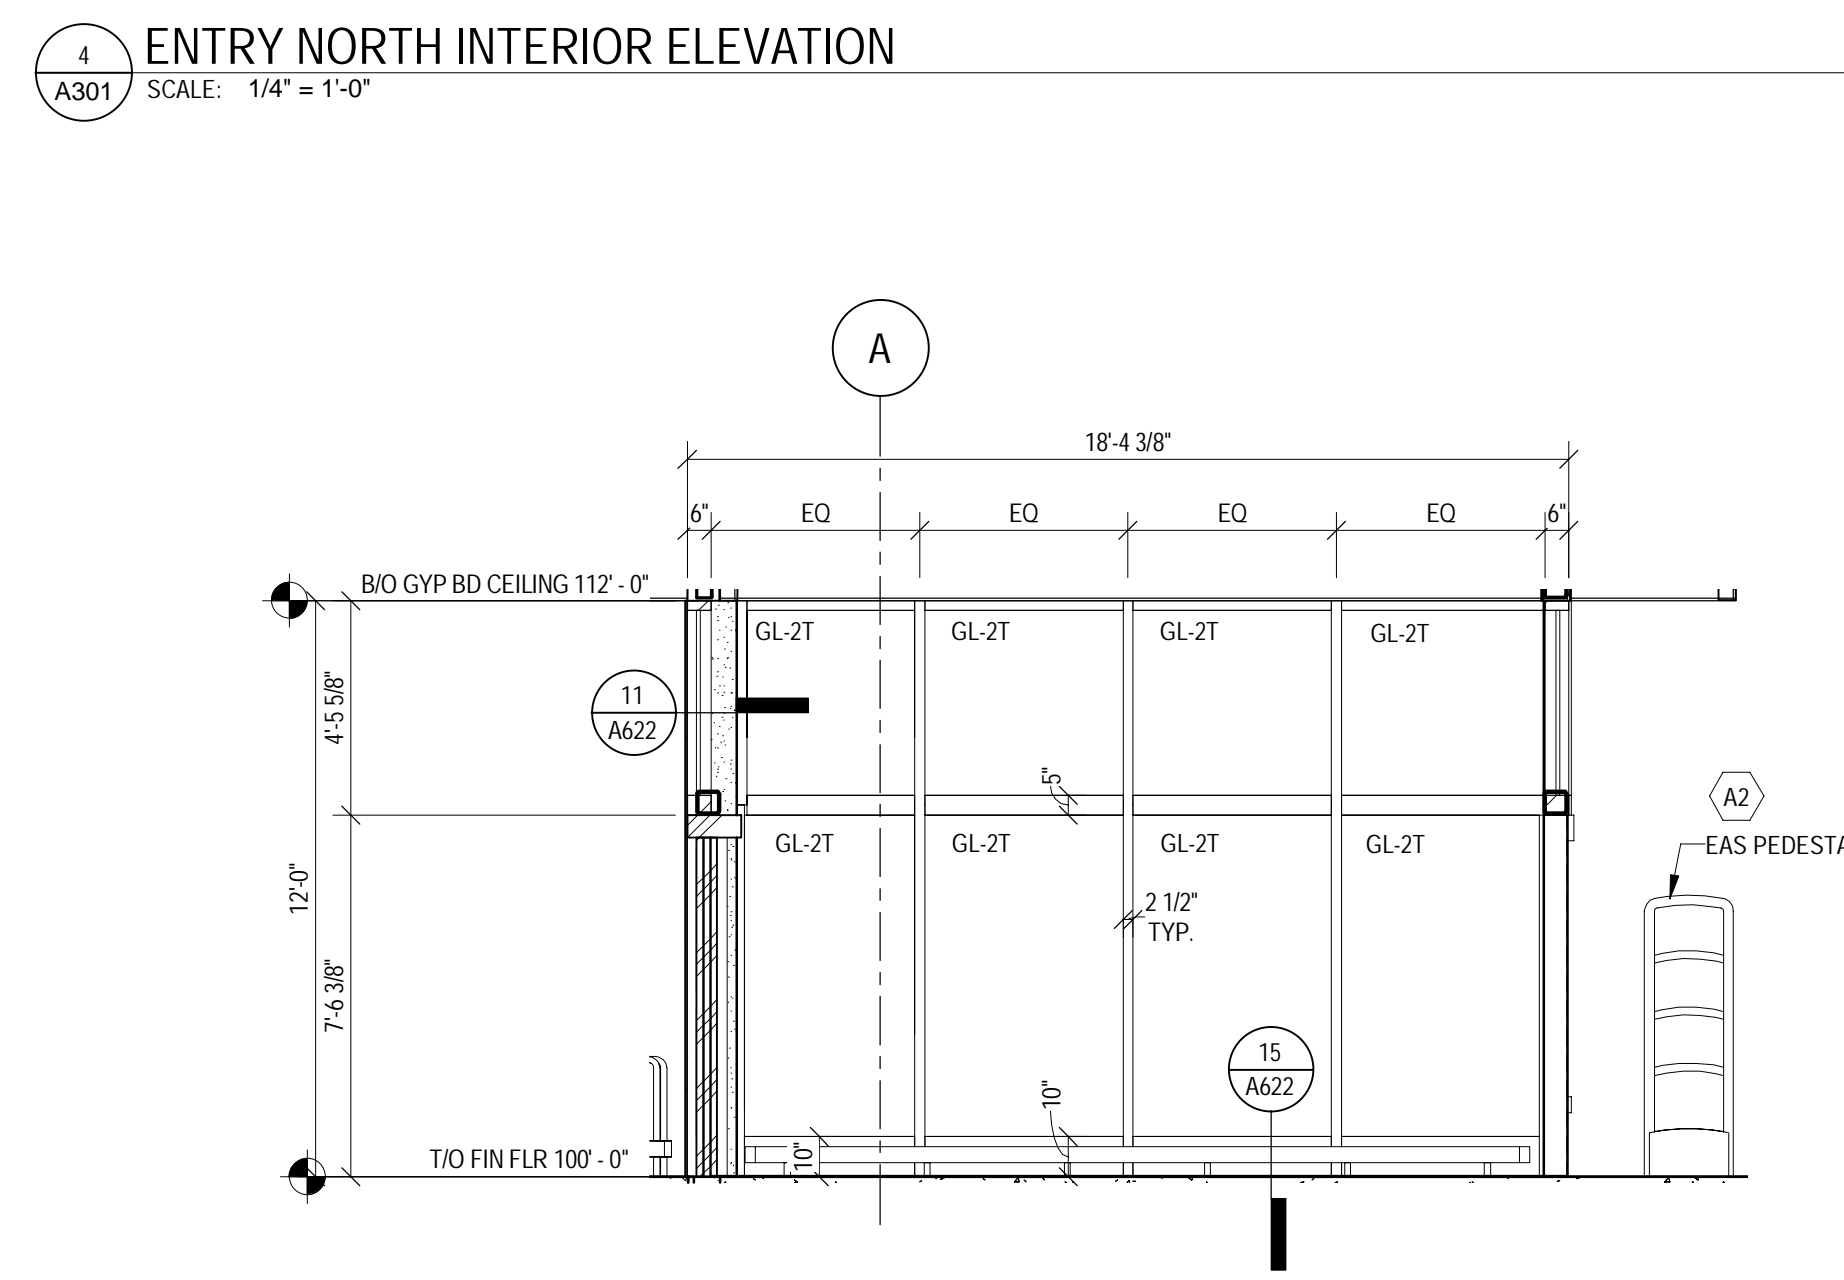 4
A301
ENTRY NORTH INTERIOR ELEVATION
SCALE: 1/4" = 1'-0"
A
18'-4 3/8"
6" EQ EQ EQ EQ 6"
B/O GYP BD CEILING 112' - 0"
GL-2T GL-2T GL-2T GL-2T
4'-5 5/8"
11
A622
5"
A2
EAS PEDESTA
GL-2T GL-2T GL-2T GL-2T
12'-0"
2 1/2"
TYP.
7'-6 3/8"
15
A622
10"
10"
T/O FIN FLR 100' - 0"